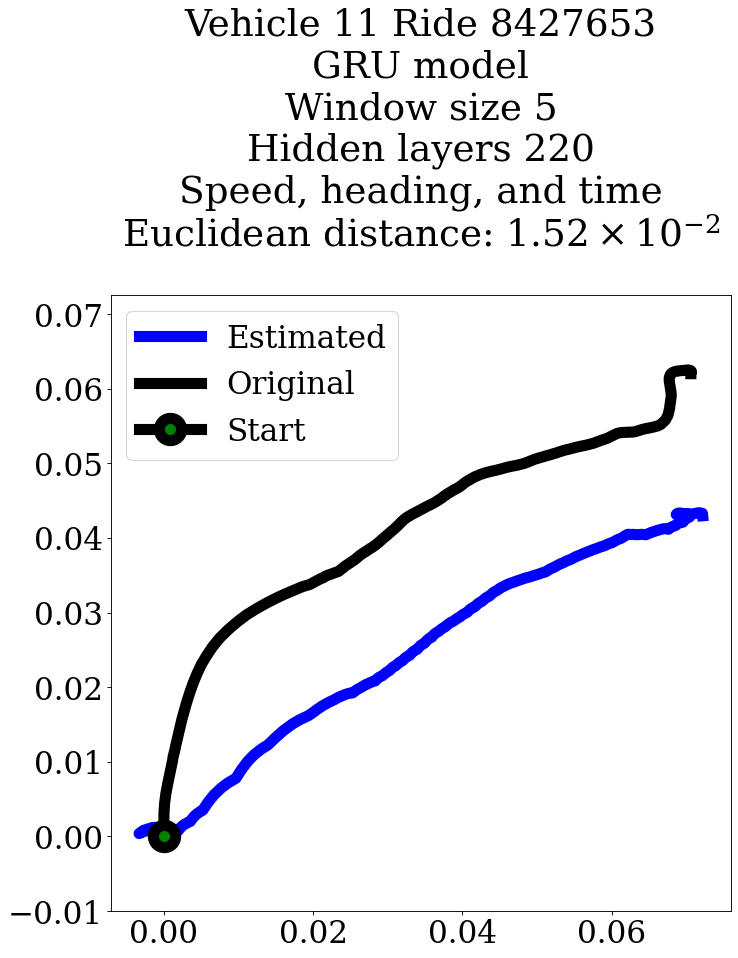 Vehicle 11 Ride 8427653
GRU model
Window size 5
Hidden layers 220
Speed, heading, and time
Euclidean distance: 1.52 × 10⁻²
Estimated
Original
Start
0.07
0.06
0.05
0.04
0.03
0.02
0.01
0.00
−0.01
0.00 0.02 0.04 0.06